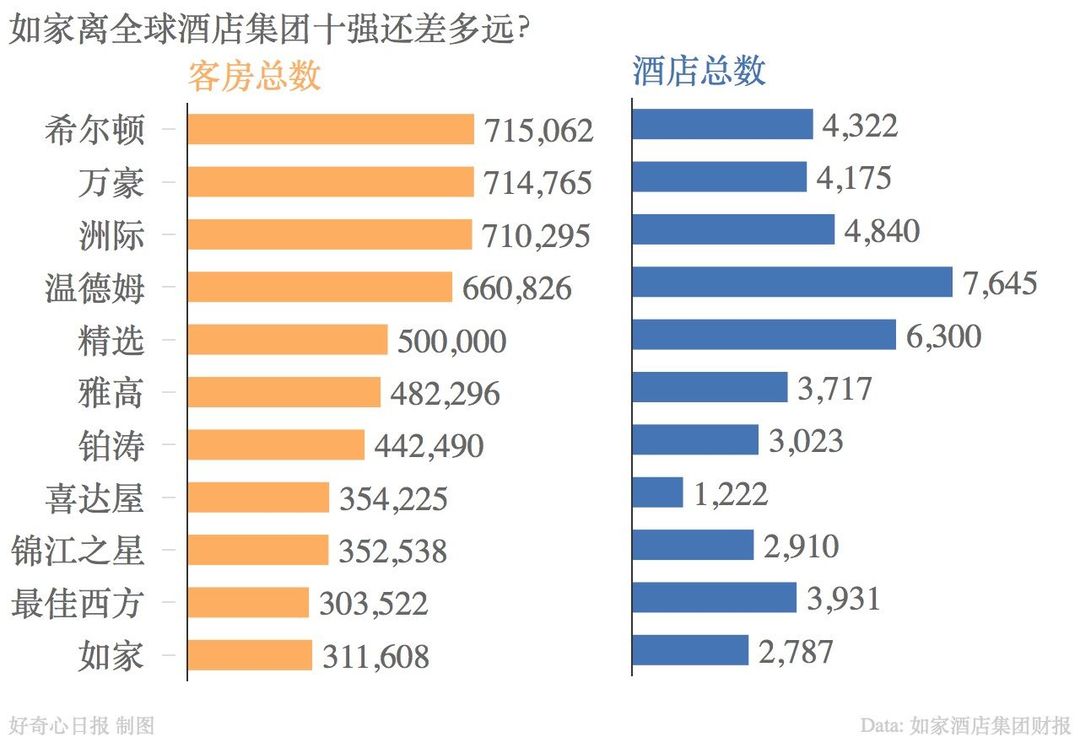 如家离全球酒店集团十强还差多远?
客房总数 酒店总数
希尔顿 715,062 4,322
万豪 714,765 4,175
洲际 710,295 4,840
温德姆 660,826 7,645
精选 500,000 6,300
雅高 482,296 3,717
铂涛 442,490 3,023
喜达屋 354,225 1,222
锦江之星 352,538 2,910
最佳西方 303,522 3,931
如家 311,608 2,787
好奇心日报 制图 Data: 如家酒店集团财报